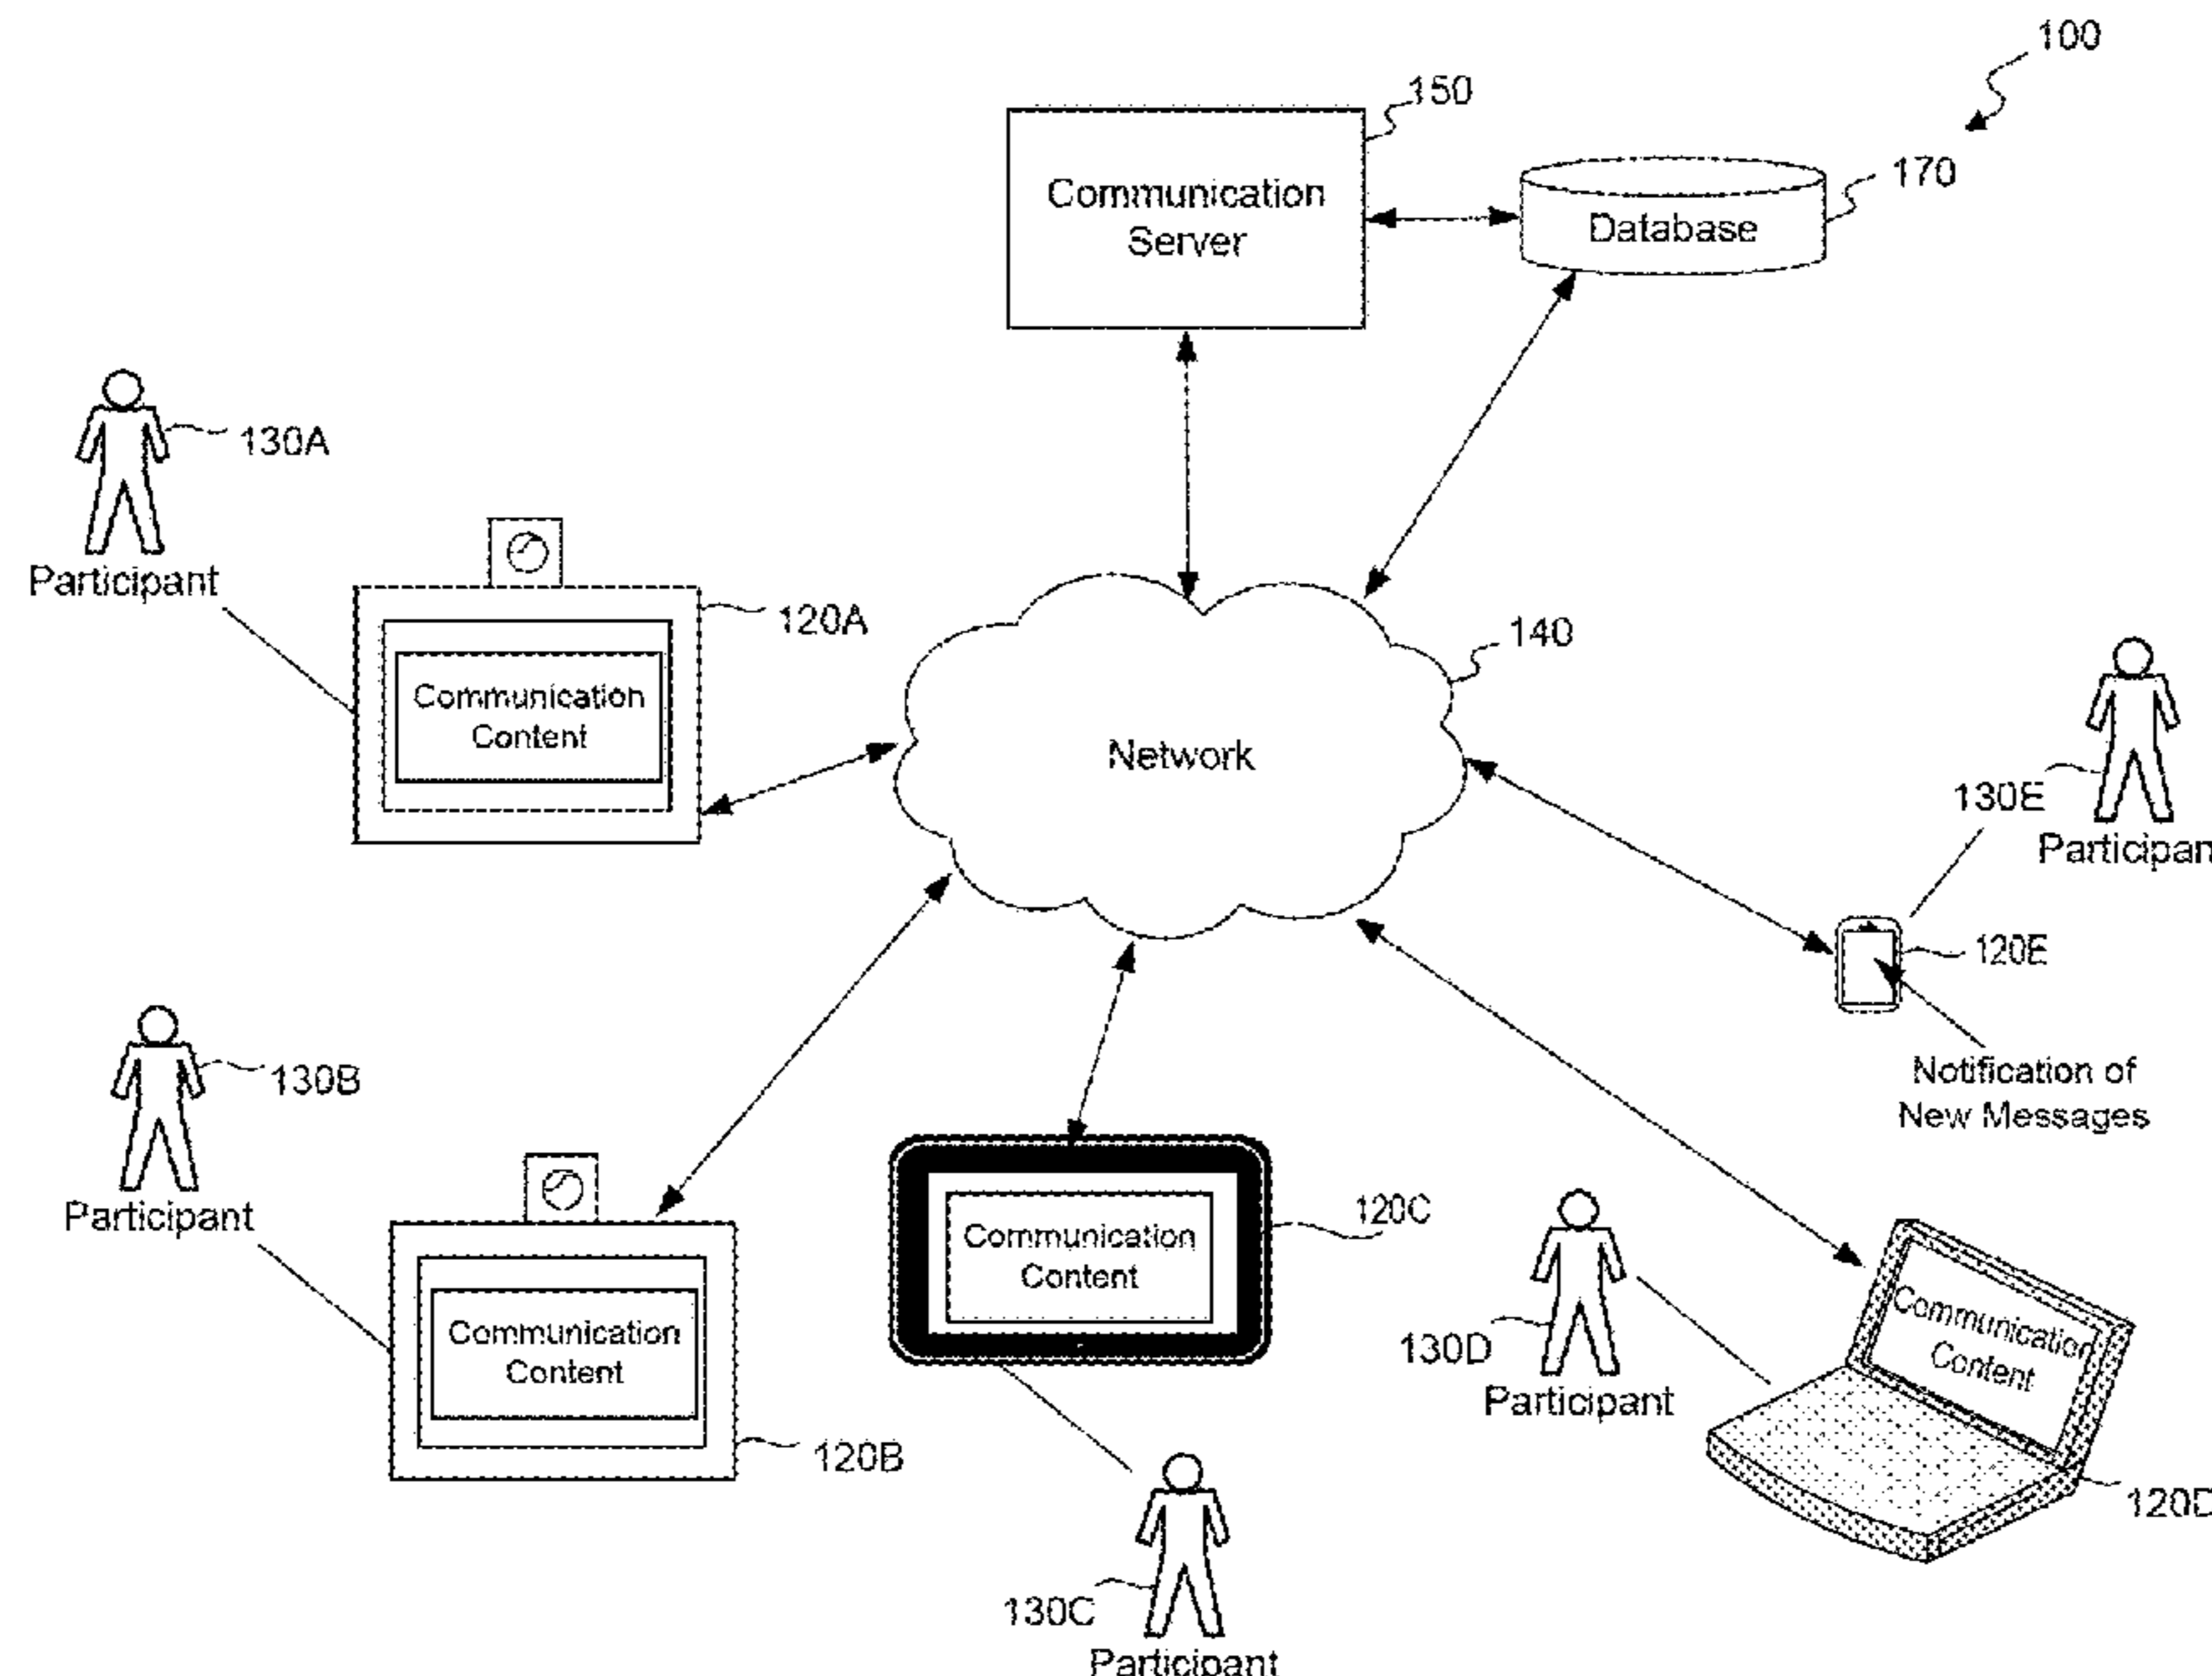 100
150
Communication
Server
170
Database
130A
Participant
120A
Communication
Content
140
Network
130E
Participan
120E
Notification of
New Messages
130B
Participant
Communication
Content
120B
120C
Communication
Content
130C
Participant
130D
Participant
Communication
Content
120D